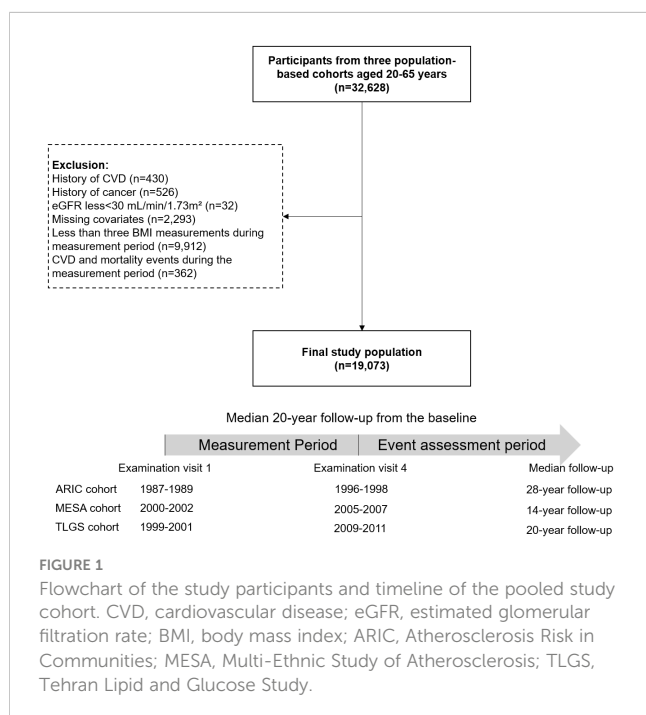 Participants from three population-
based cohorts aged 20-65 years
(n=32,628)
Exclusion:
History of CVD (n=430)
History of cancer (n=526)
eGFR less<30 mL/min/1.73m² (n=32)
Missing covariates (n=2,293)
Less than three BMI measurements during
measurement period (n=9,912)
CVD and mortality events during the
measurement period (n=362)
Final study population
(n=19,073)
Median 20-year follow-up from the baseline
Measurement Period Event assessment period
Examination visit 1 Examination visit 4 Median follow-up
ARIC cohort 1987-1989 1996-1998 28-year follow-up
MESA cohort 2000-2002 2005-2007 14-year follow-up
TLGS cohort 1999-2001 2009-2011 20-year follow-up
FIGURE 1
Flowchart of the study participants and timeline of the pooled study
cohort. CVD, cardiovascular disease; eGFR, estimated glomerular
filtration rate; BMI, body mass index; ARIC, Atherosclerosis Risk in
Communities; MESA, Multi-Ethnic Study of Atherosclerosis; TLGS,
Tehran Lipid and Glucose Study.